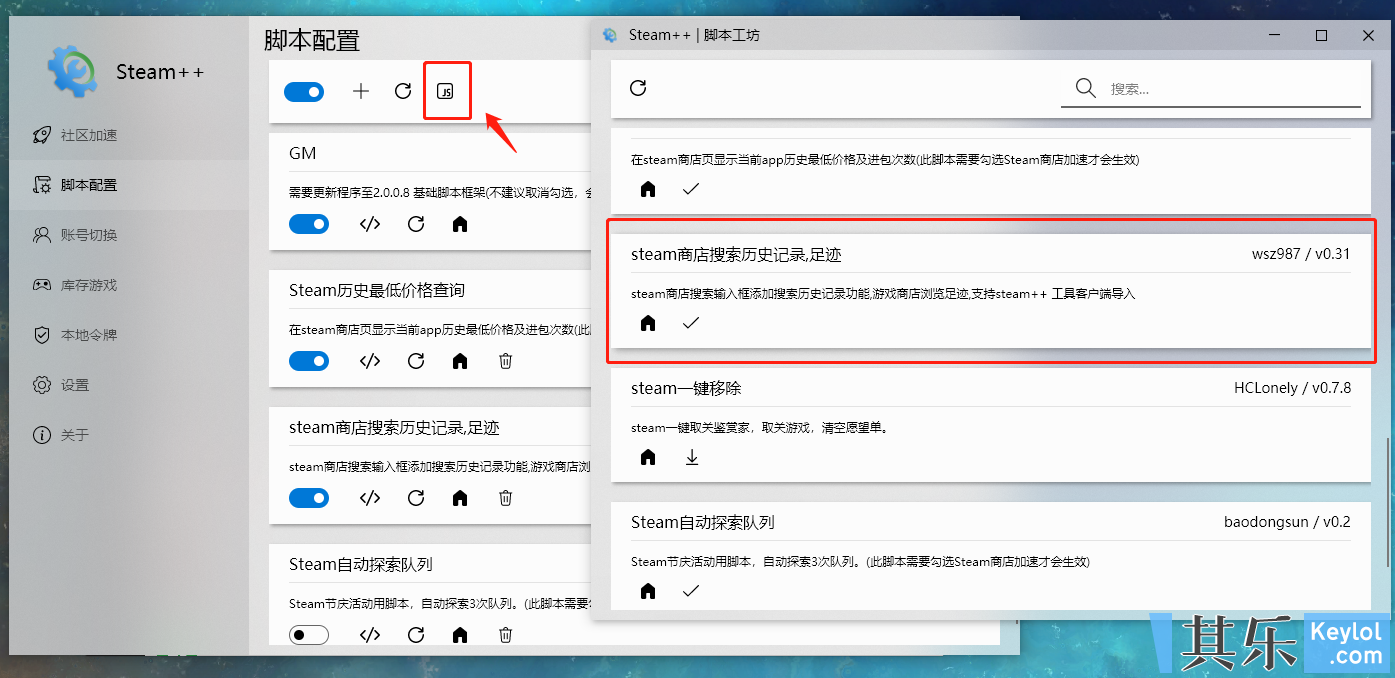 Steam++
社区加速
脚本配置
账号切换
库存游戏
本地令牌
设置
关于
脚本配置
JS
GM
需要更新程序至2.0.0.8 基础脚本框架(不建议取消勾选，
Steam历史最低价格查询
在steam商店页显示当前app历史最低价格及进包次数(此
steam商店搜索历史记录,足迹
steam商店搜索输入框添加搜索历史记录功能,游戏商店浏
Steam自动探索队列
Steam节庆活动用脚本，自动探索3次队列。(此脚本需要
Steam++ | 脚本工坊
搜索...
在steam商店页显示当前app历史最低价格及进包次数(此脚本需要勾选Steam商店加速才会生效)
steam商店搜索历史记录,足迹
wsz987 / v0.31
steam商店搜索输入框添加搜索历史记录功能,游戏商店浏览足迹,支持steam++ 工具客户端导入
steam一键移除
HCLonely / v0.7.8
steam一键取关鉴赏家，取关游戏，清空愿望单。
Steam自动探索队列
baodongsun / v0.2
Steam节庆活动用脚本，自动探索3次队列。(此脚本需要勾选Steam商店加速才会生效)
其乐
Keylol
.com